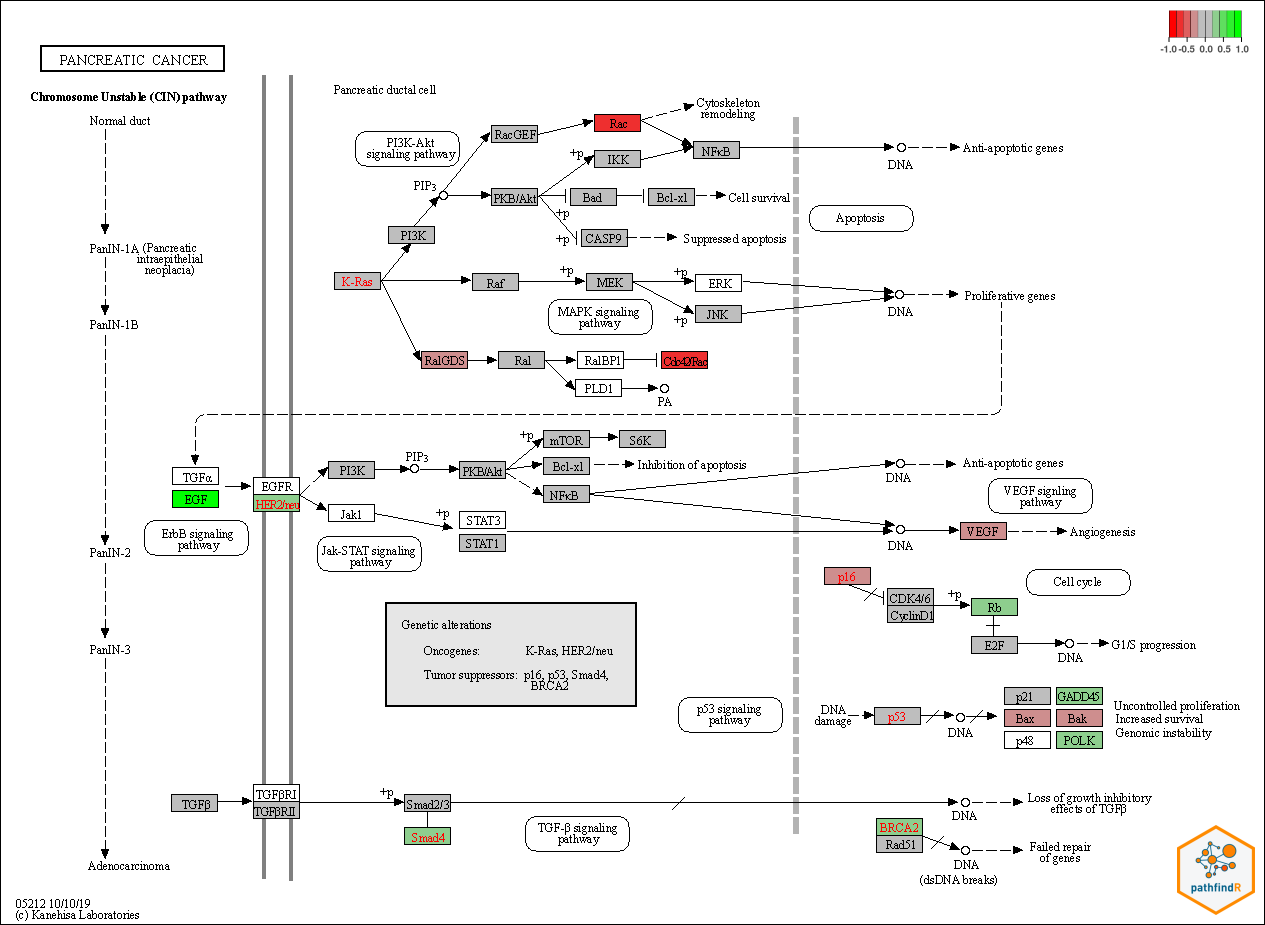 -1.0 -0.5 0.0 0.5 1.0
PANCREATIC CANCER
Chromosome Unstable (CIN) pathway
Normal duct
PanIN-1A (Pancreatic
intraepithelial
neoplacia)
PanIN-1B
PanIN-2
PanIN-3
Adenocarcinoma
Pancreatic ductal cell
PI3K-Akt
signaling pathway
RacGEF
Rac
Cytoskeleton
remodeling
+p
IKK
NFκB
DNA
Anti-apoptotic genes
PIP3
PKB/Akt
Bad
Bcl-xl
Cell survival
+p
+p
CASP9
Suppressed apoptosis
Apoptosis
PI3K
K-Ras
Raf
+p
MEK
+p
ERK
DNA
Proliferative genes
+p
JNK
MAPK signaling
pathway
RalGDS
Ral
RalBP1
Cdc42/Rac
PLD1
PA
TGFα
EGF
EGFR
HER2/neu
ErbB signaling
pathway
PI3K
PIP3
PKB/Akt
+p
mTOR
S6K
Bcl-xl
Inhibition of apoptosis
NFκB
DNA
Anti-apoptotic genes
VEGF signling
pathway
Jak1
+p
STAT3
STAT1
Jak-STAT signaling
pathway
DNA
VEGF
Angiogenesis
p16
CDK4/6
CyclinD1
+p
Rb
E2F
DNA
G1/S progression
Cell cycle
Genetic alterations
Oncogenes: K-Ras, HER2/neu
Tumor suppressors: p16, p53, Smad4,
BRCA2
p53 signaling
pathway
DNA
damage
p53
DNA
p21
GADD45
Bax
Bak
p48
POLK
Uncontrolled proliferation
Increased survival
Genomic instability
TGFβ
TGFβRI
TGFβRII
+p
Smad2/3
Smad4
TGF-β signaling
pathway
DNA
Loss of growth inhibitory
effects of TGFβ
BRCA2
Rad51
DNA
(dsDNA breaks)
Failed repair
of genes
pathfindR
05212 10/10/19
(c) Kanehisa Laboratories